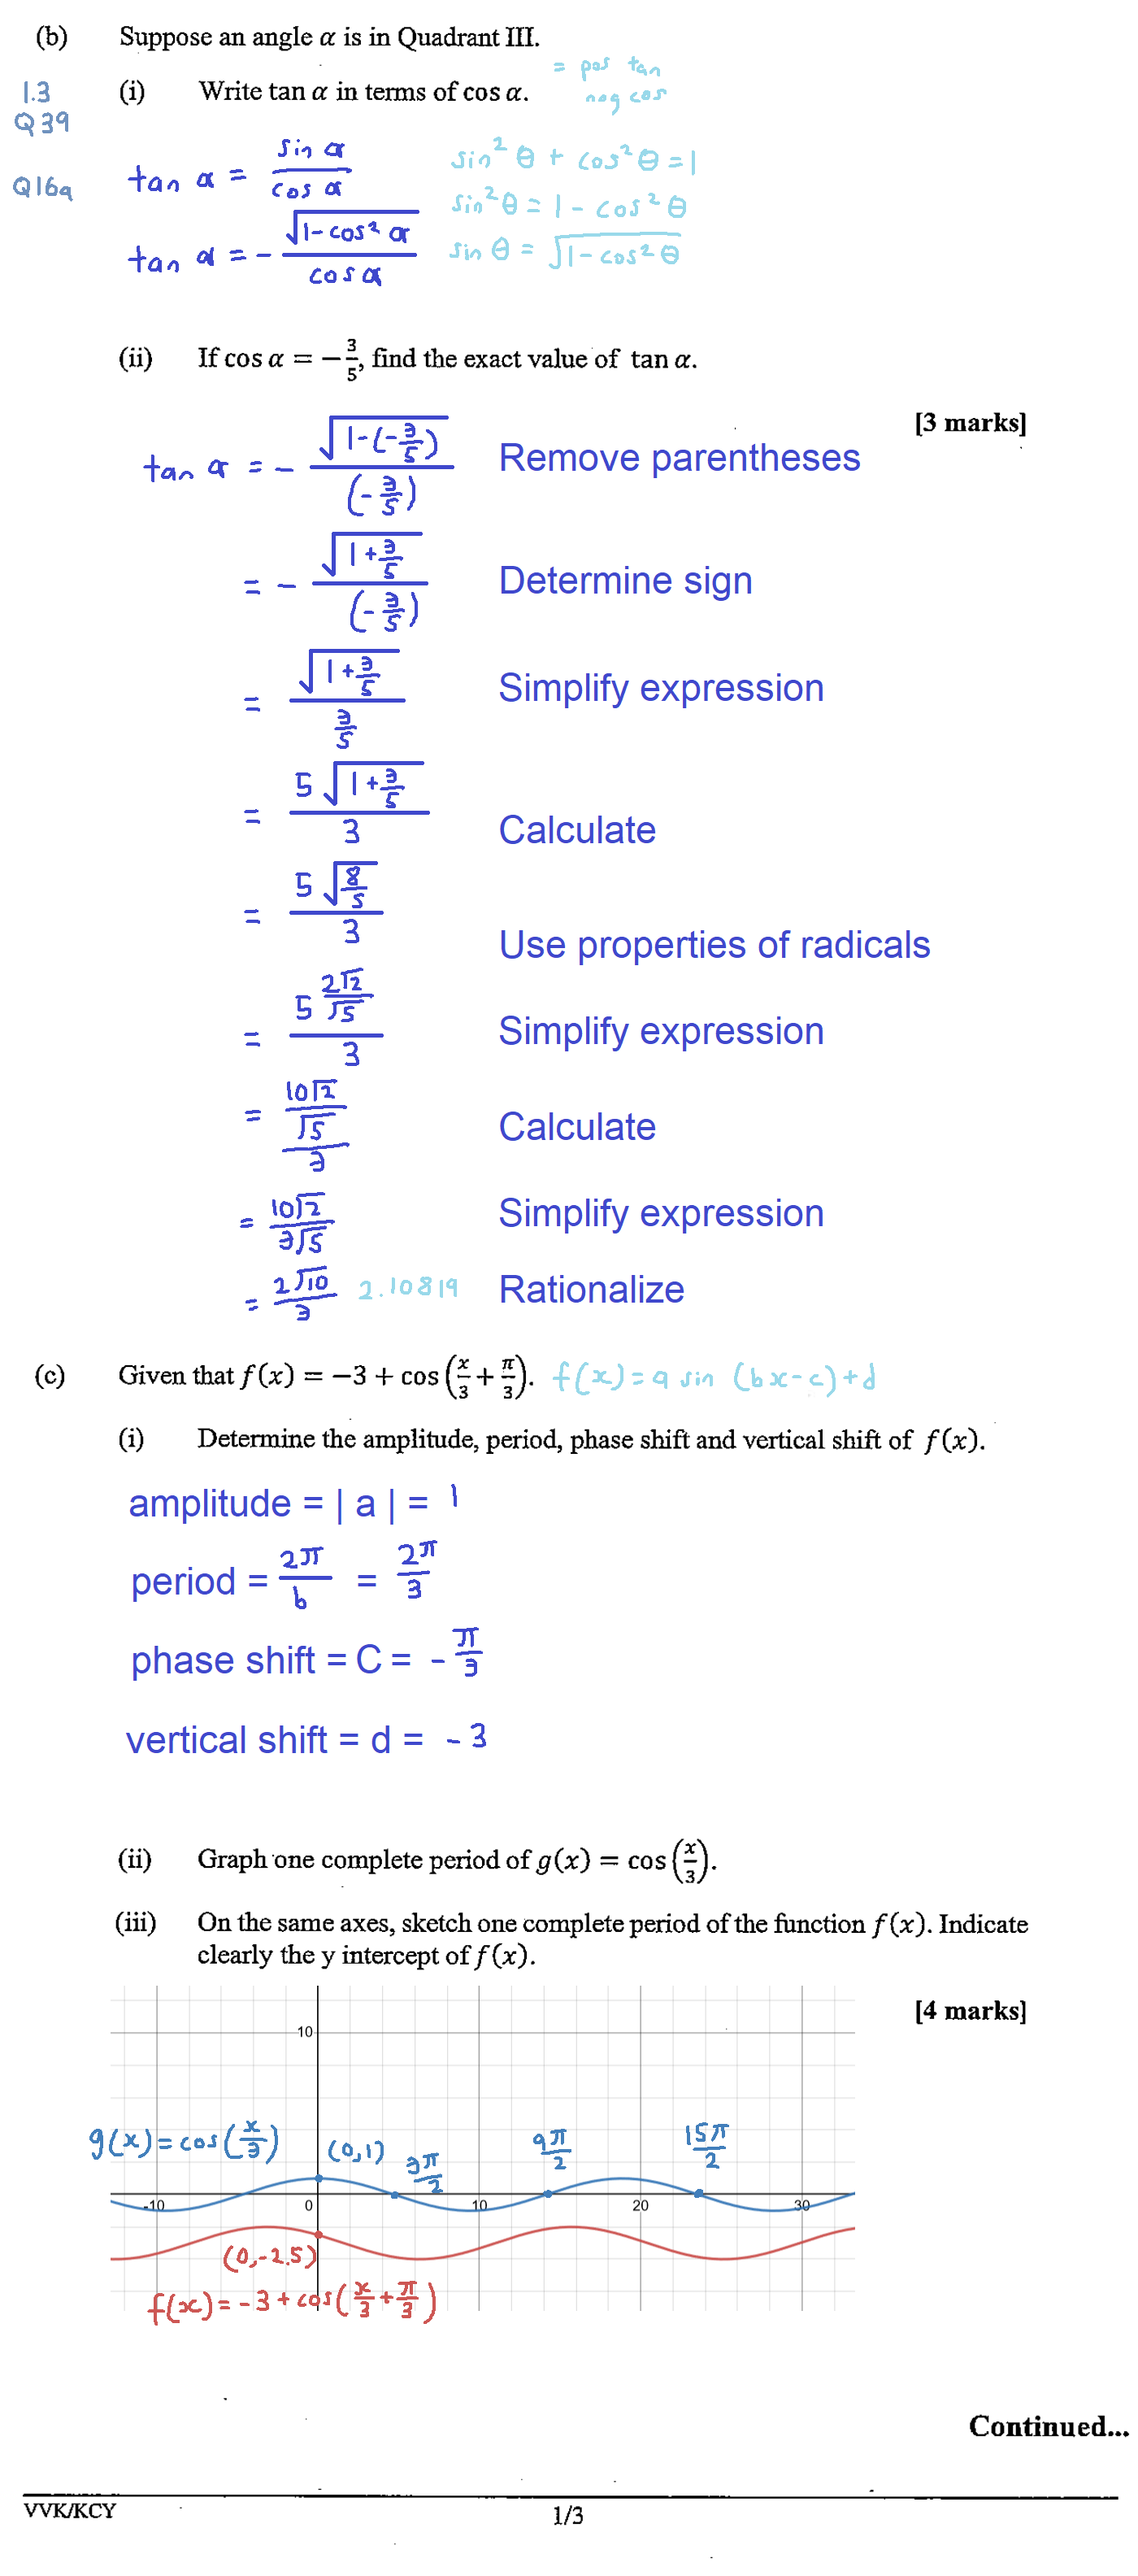 (b) Suppose an angle α is in Quadrant III.
= pos tan
neg cos
1.3
Q 39
(i) Write tan α in terms of cos α.
Q16a
tan α = sin α / cos α
sin² θ + cos² θ = 1
sin² θ = 1 - cos² θ
tan α = - √(1 - cos² α) / cos α
sin θ = √(1 - cos² θ)
(ii) If cos α = −3/5, find the exact value of tan α.
[3 marks]
tan α = - √(1-(-3/5)) / (-3/5) Remove parentheses
= - √(1+3/5) / (-3/5) Determine sign
= √(1+3/5) / (3/5) Simplify expression
= 5√(1+3/5) / 3 Calculate
= 5√(8/5) / 3
Use properties of radicals
= 5 (2√2/√5) / 3 Simplify expression
= (10√2/√5) / 3 Calculate
= 10√2 / 3√5 Simplify expression
= 2√10 / 3 2.10819 Rationalize
(c) Given that f(x) = −3 + cos(x/3 + π/3). f(x) = a sin (bx - c) + d
(i) Determine the amplitude, period, phase shift and vertical shift of f(x).
amplitude = | a | = 1
period = 2π/b = 2π/3
phase shift = C = - π/3
vertical shift = d = - 3
(ii) Graph one complete period of g(x) = cos(x/3).
(iii) On the same axes, sketch one complete period of the function f(x). Indicate
clearly the y intercept of f(x).
[4 marks]
10
g(x) = cos(x/3) (0,1) 3π/2 9π/2 15π/2
-10 0 10 20 30
(0,-2.5)
f(x) = -3 + cos(x/3 + π/3)
Continued...
VVK/KCY 1/3